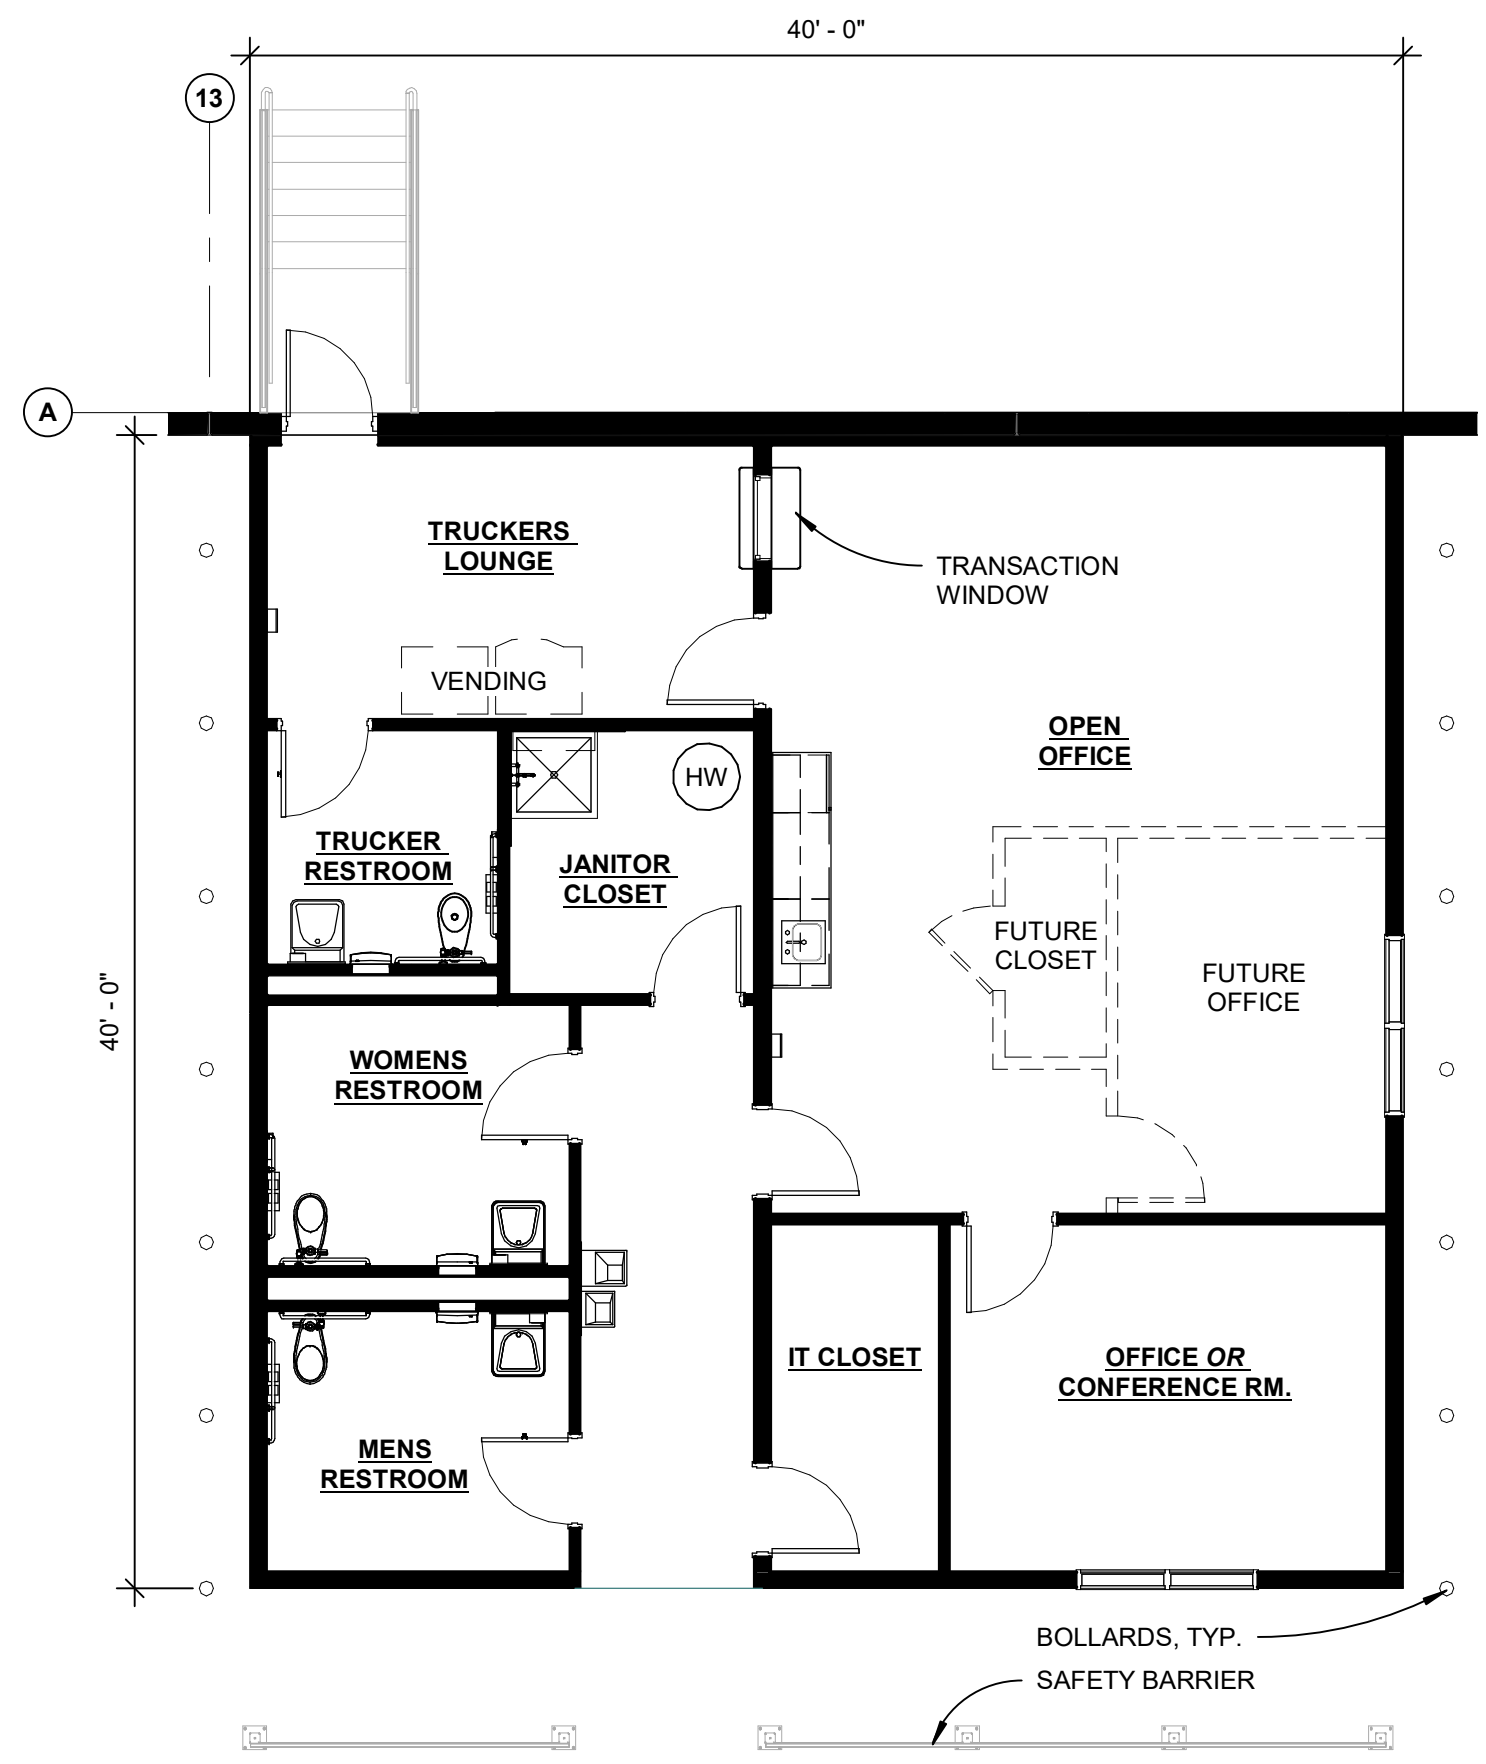 40' - 0"
13
A
TRUCKERS
LOUNGE
TRANSACTION
WINDOW
VENDING
OPEN
OFFICE
HW
TRUCKER
RESTROOM
JANITOR
CLOSET
FUTURE
CLOSET
FUTURE
OFFICE
40' - 0"
WOMENS
RESTROOM
IT CLOSET
OFFICE OR
CONFERENCE RM.
MENS
RESTROOM
BOLLARDS, TYP.
SAFETY BARRIER